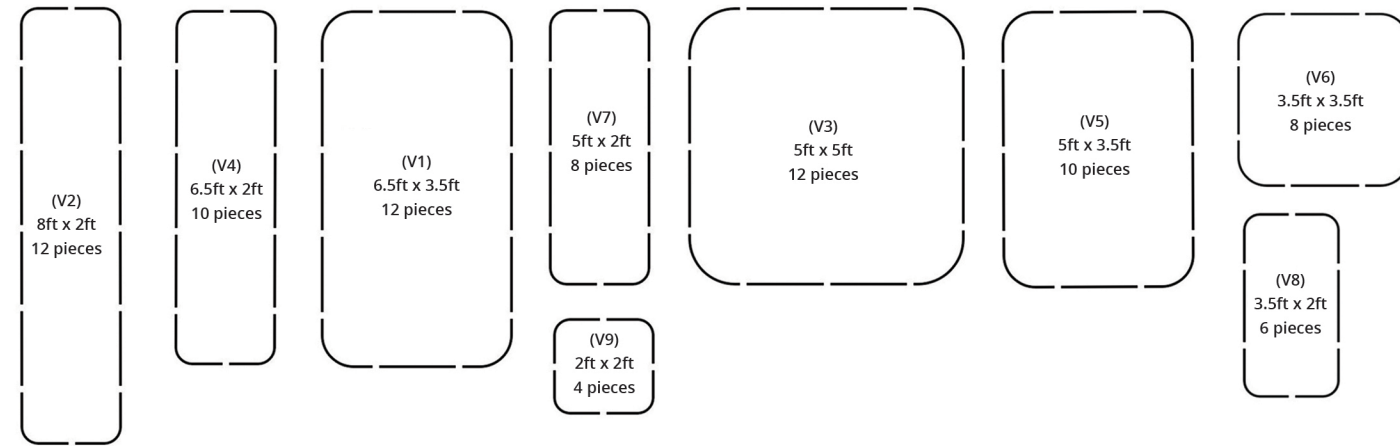 (V2)
8ft x 2ft
12 pieces
(V4)
6.5ft x 2ft
10 pieces
(V1)
6.5ft x 3.5ft
12 pieces
(V7)
5ft x 2ft
8 pieces
(V9)
2ft x 2ft
4 pieces
(V3)
5ft x 5ft
12 pieces
(V5)
5ft x 3.5ft
10 pieces
(V6)
3.5ft x 3.5ft
8 pieces
(V8)
3.5ft x 2ft
6 pieces